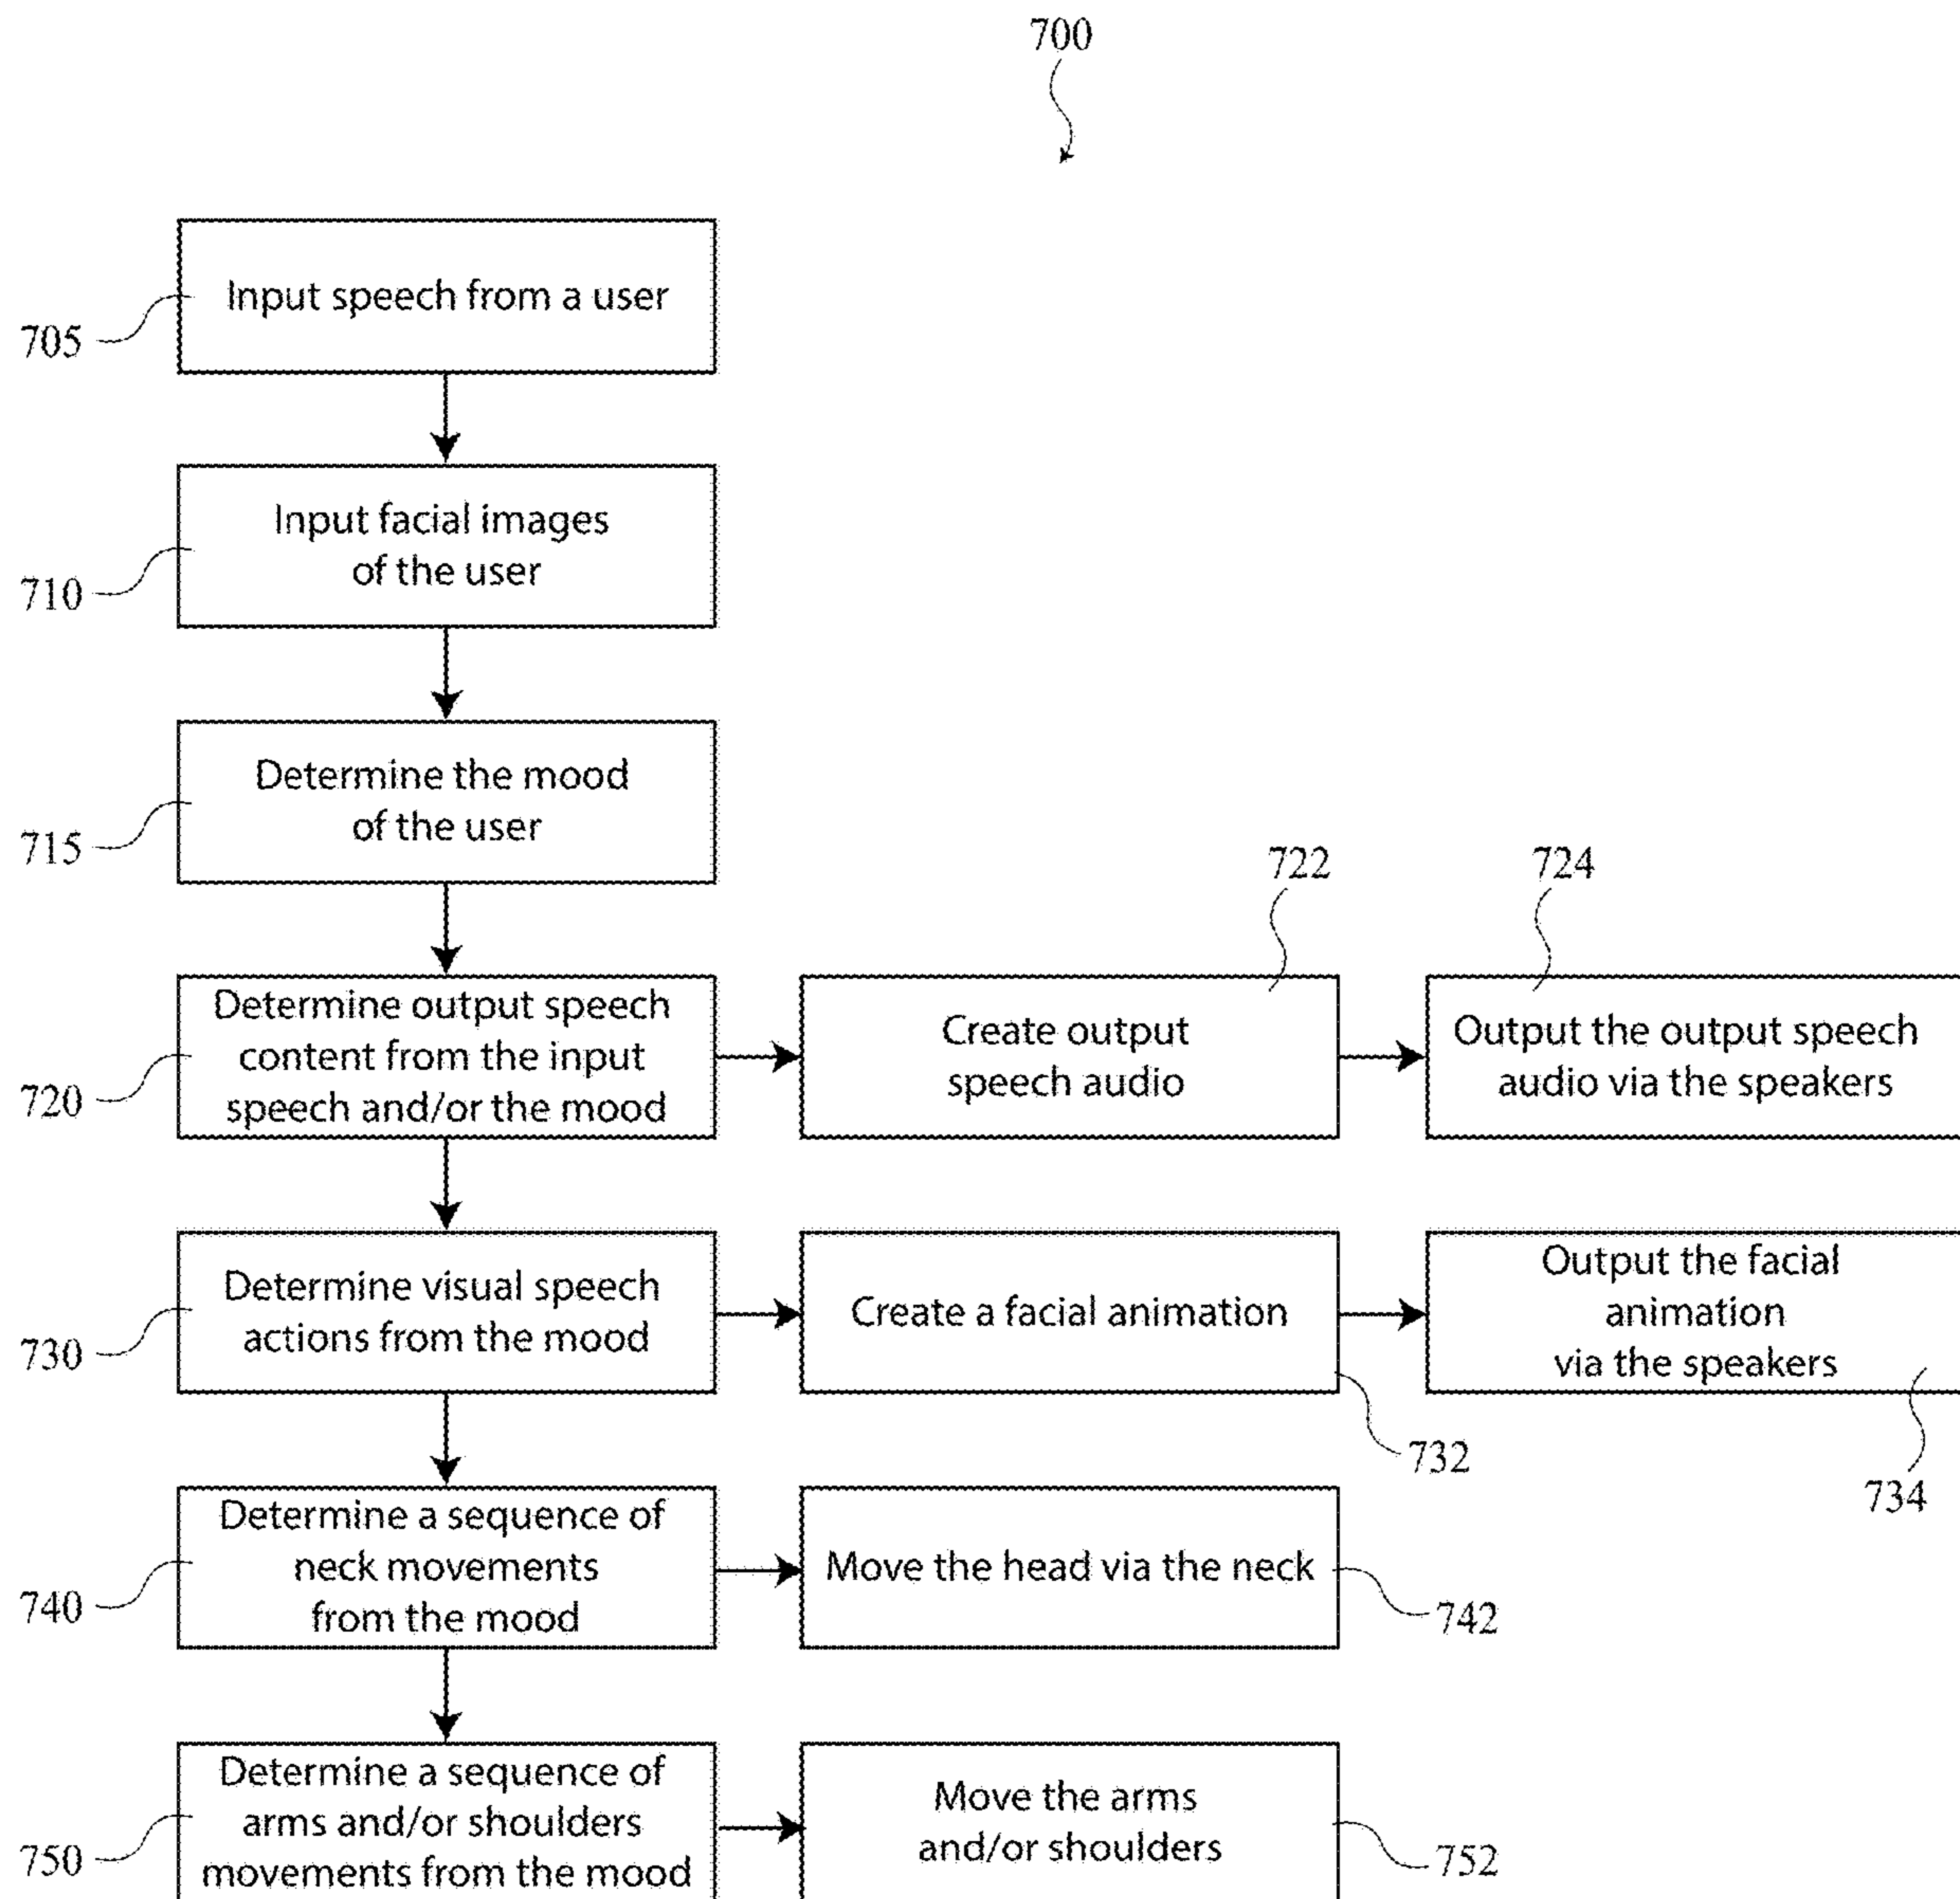 700
705
Input speech from a user
710
Input facial images
of the user
715
Determine the mood
of the user
720
Determine output speech
content from the input
speech and/or the mood
722
Create output
speech audio
724
Output the output speech
audio via the speakers
730
Determine visual speech
actions from the mood
Create a facial animation
732
Output the facial
animation
via the speakers
734
740
Determine a sequence of
neck movements
from the mood
Move the head via the neck
742
750
Determine a sequence of
arms and/or shoulders
movements from the mood
Move the arms
and/or shoulders
752